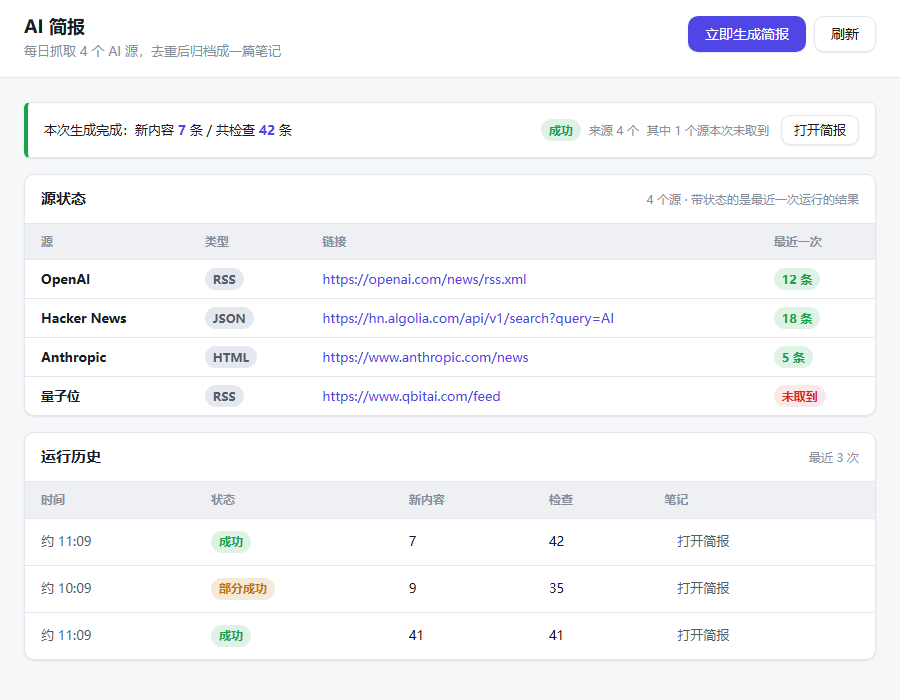 AI 简报
每日抓取 4 个 AI 源，去重后归档成一篇笔记
立即生成简报 刷新
本次生成完成：新内容 7 条 / 共检查 42 条 成功 来源 4 个 其中 1 个源本次未取到 打开简报
源状态 4 个源 · 带状态的是最近一次运行的结果
源 类型 链接 最近一次
OpenAI RSS https://openai.com/news/rss.xml 12 条
Hacker News JSON https://hn.algolia.com/api/v1/search?query=AI 18 条
Anthropic HTML https://www.anthropic.com/news 5 条
量子位 RSS https://www.qbitai.com/feed 未取到
运行历史 最近 3 次
时间 状态 新内容 检查 笔记
约 11:09 成功 7 42 打开简报
约 10:09 部分成功 9 35 打开简报
约 11:09 成功 41 41 打开简报